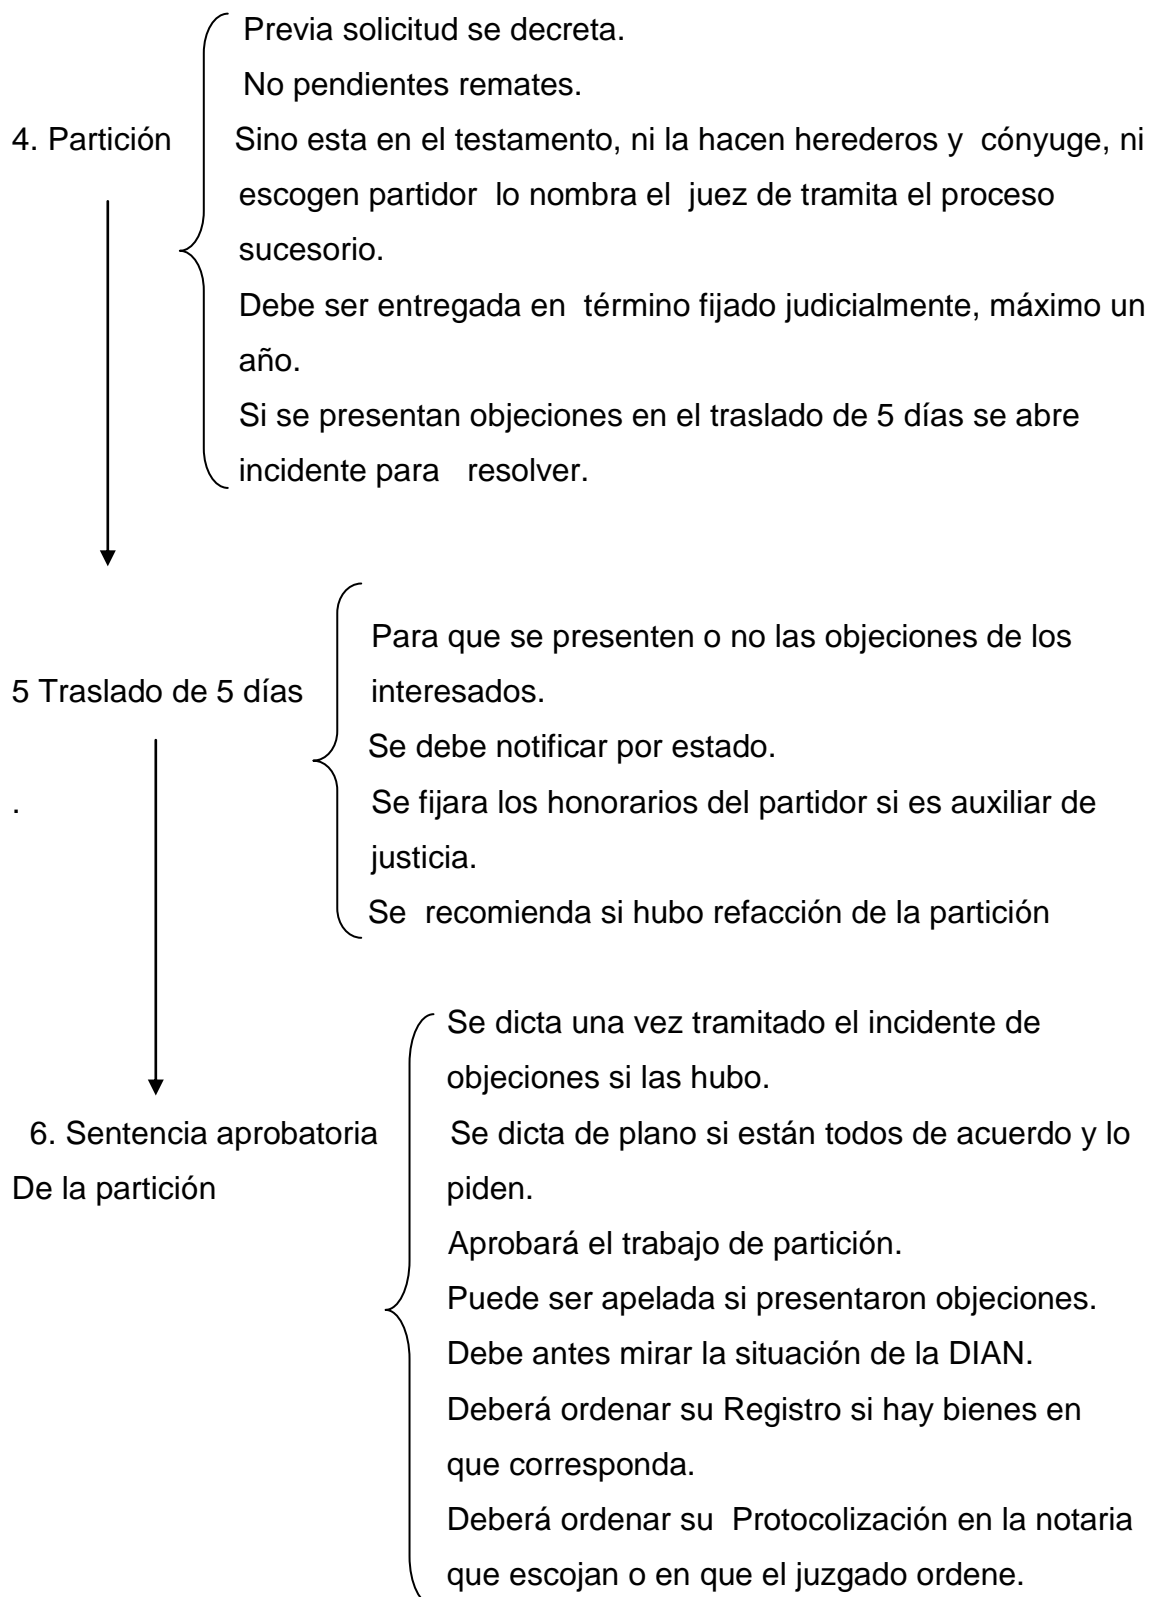 Previa solicitud se decreta.
No pendientes remates.
4. Partición Sino esta en el testamento, ni la hacen herederos y cónyuge, ni
escogen partidor lo nombra el juez de tramita el proceso
sucesorio.
Debe ser entregada en término fijado judicialmente, máximo un
año.
Si se presentan objeciones en el traslado de 5 días se abre
incidente para resolver.
Para que se presenten o no las objeciones de los
5 Traslado de 5 días interesados.
Se debe notificar por estado.
. Se fijara los honorarios del partidor si es auxiliar de
justicia.
Se recomienda si hubo refacción de la partición
Se dicta una vez tramitado el incidente de
objeciones si las hubo.
6. Sentencia aprobatoria Se dicta de plano si están todos de acuerdo y lo
De la partición piden.
Aprobará el trabajo de partición.
Puede ser apelada si presentaron objeciones.
Debe antes mirar la situación de la DIAN.
Deberá ordenar su Registro si hay bienes en
que corresponda.
Deberá ordenar su Protocolización en la notaria
que escojan o en que el juzgado ordene.